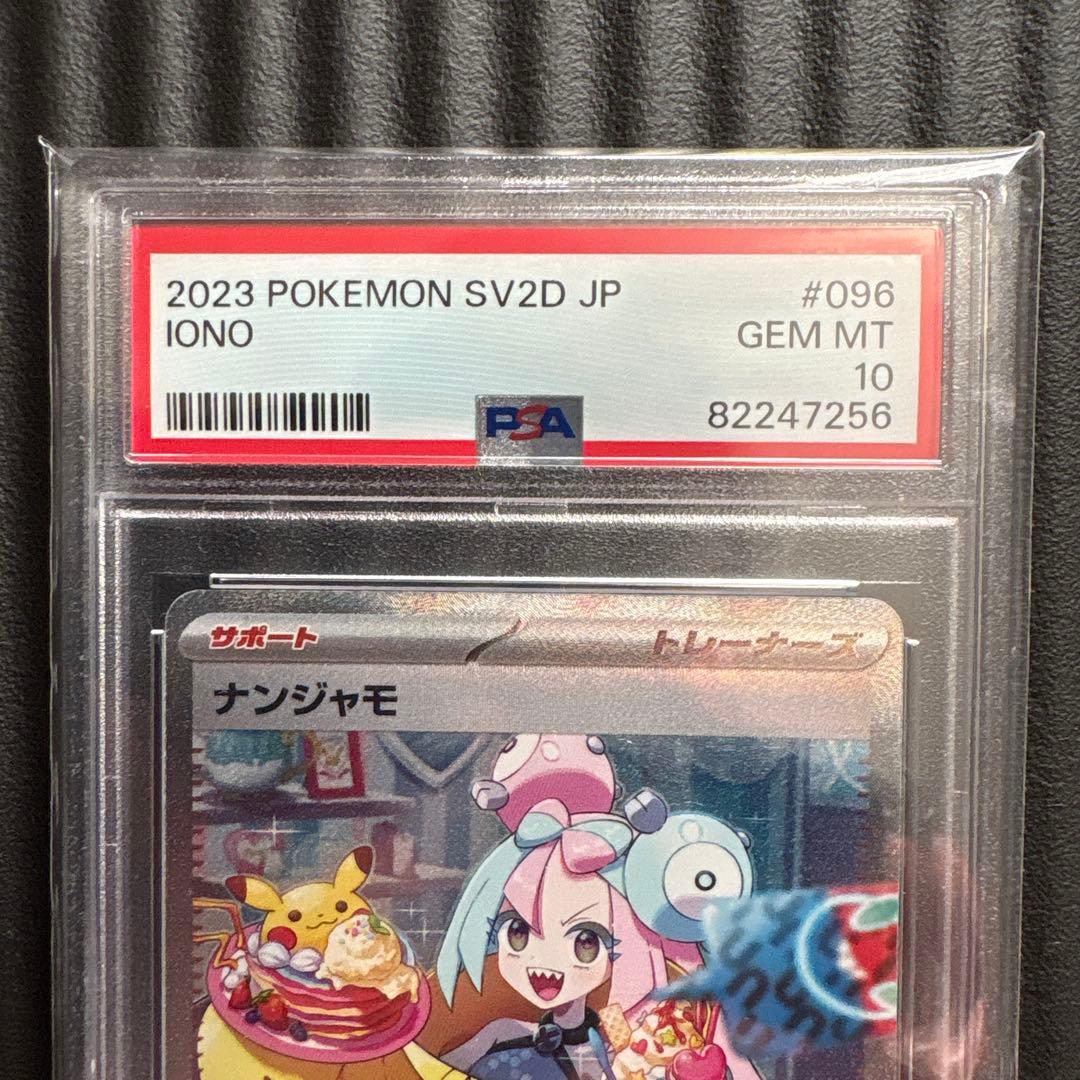 2023 POKEMON SV2D JP #096
IONO GEM MT
10
82247256
PSA
サポート トレーナーズ
ナンジャモ